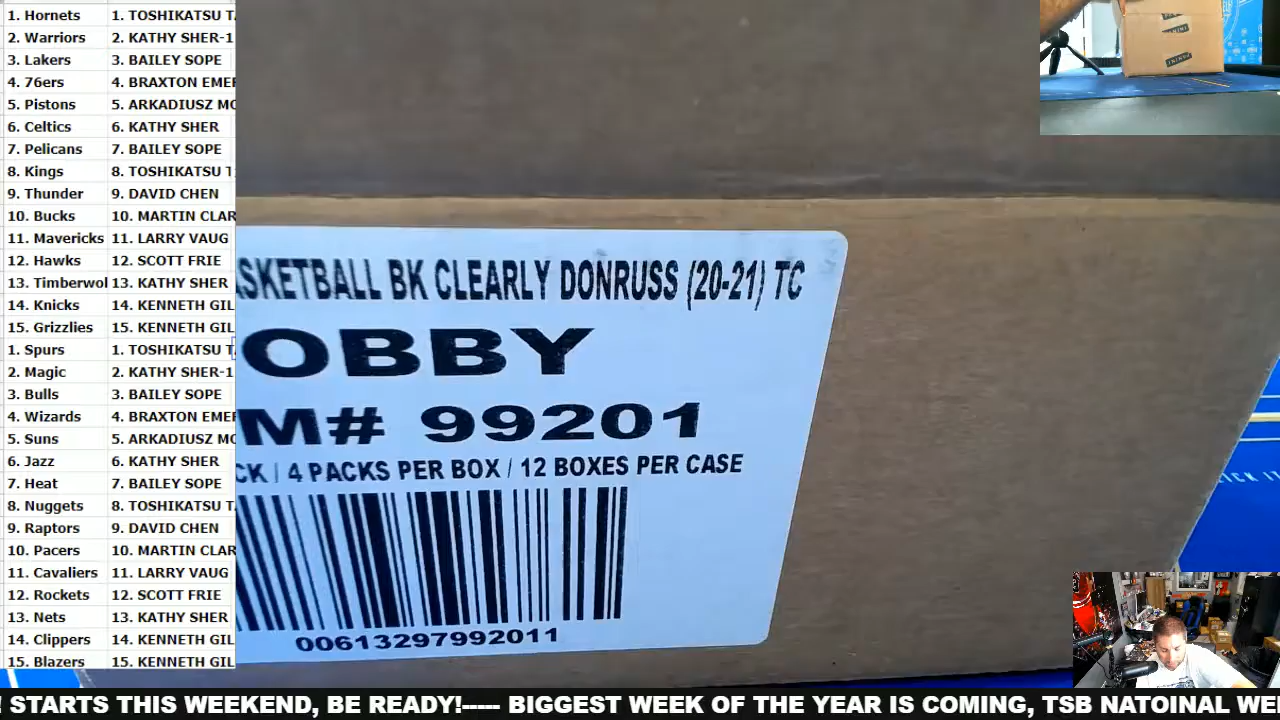 1. Hornets 1. TOSHIKATSU T
2. Warriors 2. KATHY SHER-1
3. Lakers 3. BAILEY SOPE
4. 76ers 4. BRAXTON EMER
5. Pistons 5. ARKADIUSZ MO
6. Celtics 6. KATHY SHER
7. Pelicans 7. BAILEY SOPE
8. Kings 8. TOSHIKATSU T
9. Thunder 9. DAVID CHEN
10. Bucks 10. MARTIN CLAR
11. Mavericks 11. LARRY VAUG
12. Hawks 12. SCOTT FRIE
13. Timberwol 13. KATHY SHER
14. Knicks 14. KENNETH GIL
15. Grizzlies 15. KENNETH GIL
1. Spurs 1. TOSHIKATSU T
2. Magic 2. KATHY SHER-1
3. Bulls 3. BAILEY SOPE
4. Wizards 4. BRAXTON EMER
5. Suns 5. ARKADIUSZ MO
6. Jazz 6. KATHY SHER
7. Heat 7. BAILEY SOPE
8. Nuggets 8. TOSHIKATSU T
9. Raptors 9. DAVID CHEN
10. Pacers 10. MARTIN CLAR
11. Cavaliers 11. LARRY VAUG
12. Rockets 12. SCOTT FRIE
13. Nets 13. KATHY SHER
14. Clippers 14. KENNETH GIL
15. Blazers 15. KENNETH GIL
SKETBALL BK CLEARLY DONRUSS (20-21) TC
OBBY
M# 99201
CK / 4 PACKS PER BOX / 12 BOXES PER CASE
00613297992011
PANINI
! STARTS THIS WEEKEND, BE READY!----- BIGGEST WEEK OF THE YEAR IS COMING, TSB NATOINAL WE